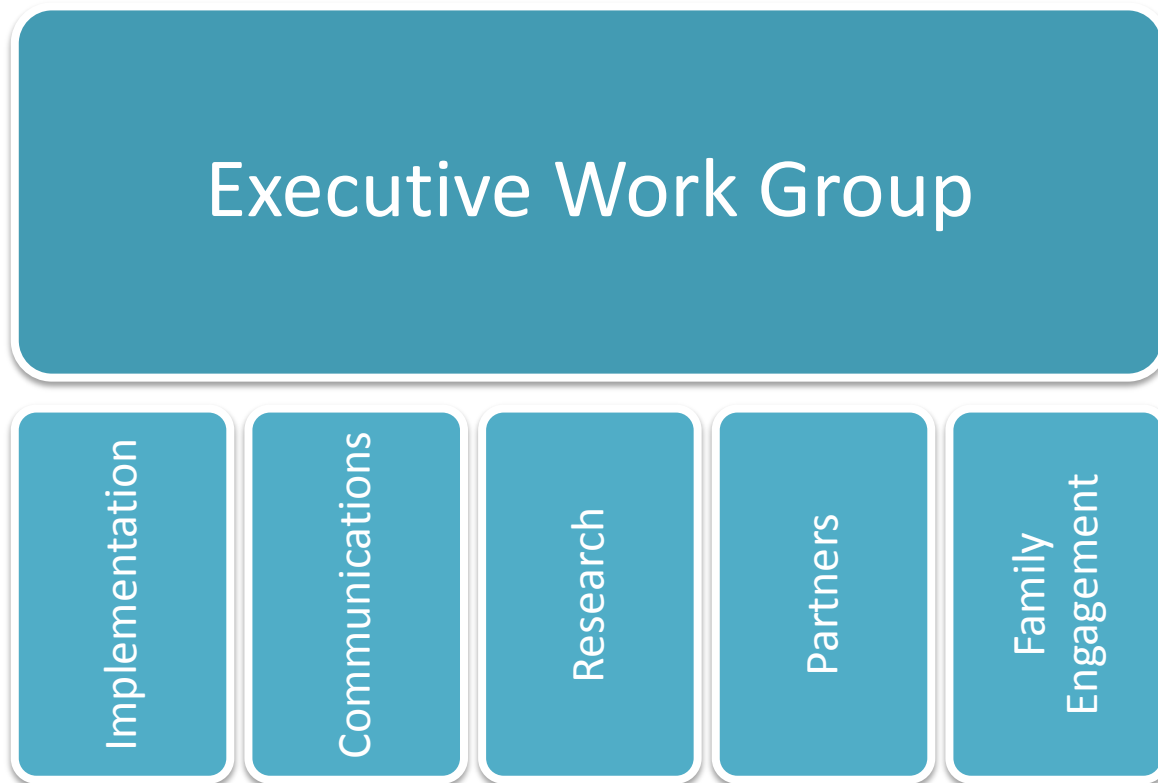 Executive Work Group
Implementation
Communications
Research
Partners
Family
Engagement